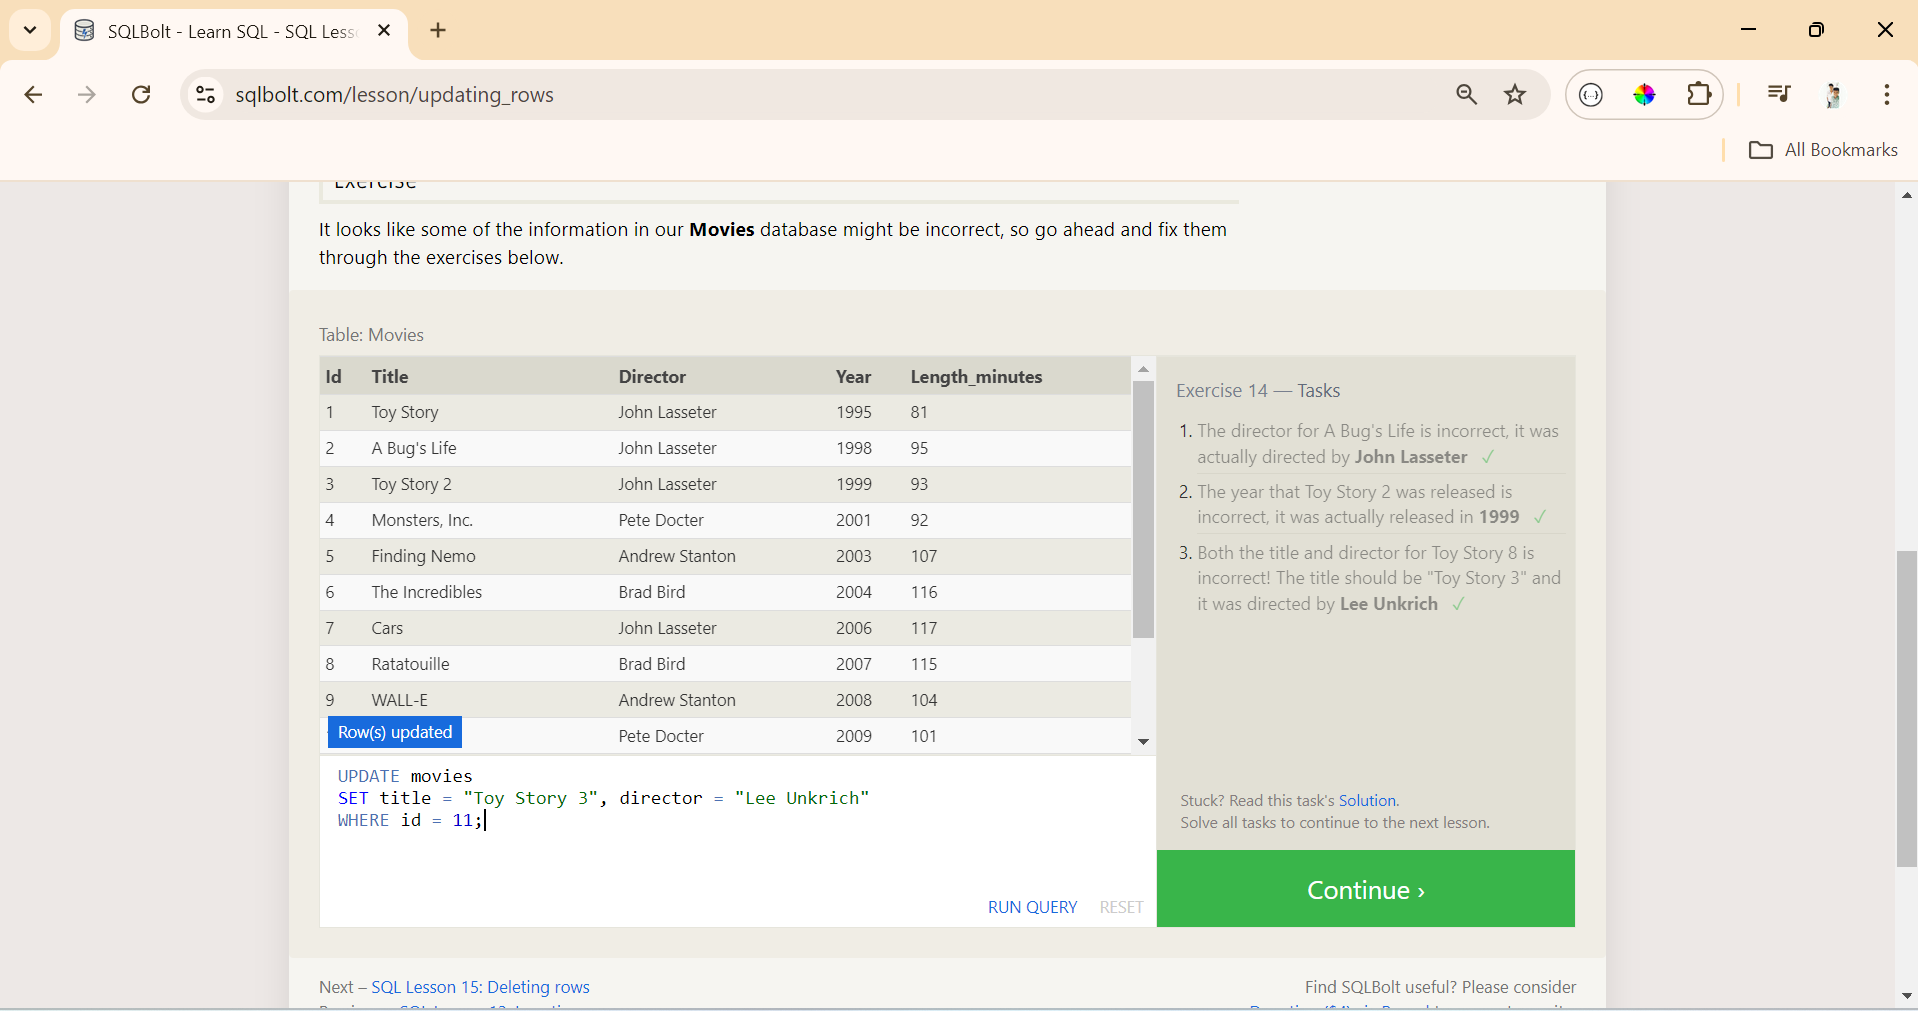 SQLBolt - Learn SQL - SQL Less
sqlbolt.com/lesson/updating_rows
All Bookmarks
Exercise
It looks like some of the information in our Movies database might be incorrect, so go ahead and fix them
through the exercises below.
Table: Movies
Id Title Director Year Length_minutes
1 Toy Story John Lasseter 1995 81
2 A Bug's Life John Lasseter 1998 95
3 Toy Story 2 John Lasseter 1999 93
4 Monsters, Inc. Pete Docter 2001 92
5 Finding Nemo Andrew Stanton 2003 107
6 The Incredibles Brad Bird 2004 116
7 Cars John Lasseter 2006 117
8 Ratatouille Brad Bird 2007 115
9 WALL-E Andrew Stanton 2008 104
Row(s) updated
Pete Docter 2009 101
UPDATE movies
SET title = "Toy Story 3", director = "Lee Unkrich"
WHERE id = 11;
RUN QUERY RESET
Exercise 14 — Tasks
1. The director for A Bug's Life is incorrect, it was
actually directed by John Lasseter ✓
2. The year that Toy Story 2 was released is
incorrect, it was actually released in 1999 ✓
3. Both the title and director for Toy Story 8 is
incorrect! The title should be "Toy Story 3" and
it was directed by Lee Unkrich ✓
Stuck? Read this task's Solution.
Solve all tasks to continue to the next lesson.
Continue ›
Next – SQL Lesson 15: Deleting rows
Find SQLBolt useful? Please consider